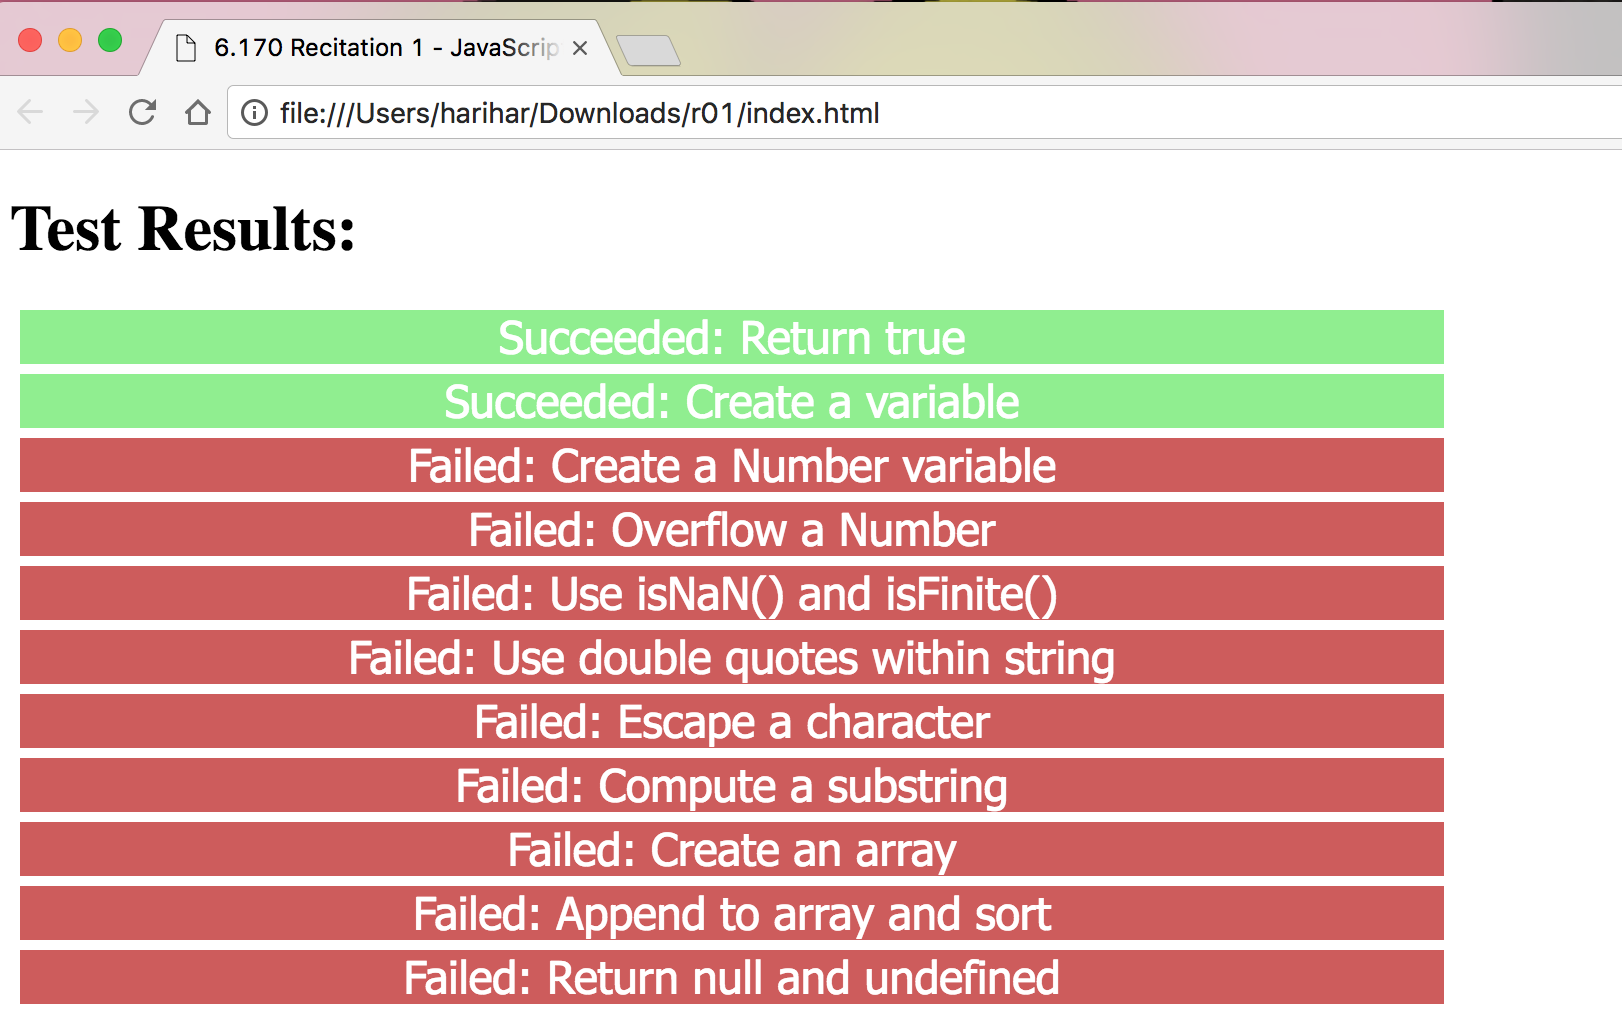 6.170 Recitation 1 - JavaScrip
file:///Users/harihar/Downloads/r01/index.html
Test Results:
Succeeded: Return true
Succeeded: Create a variable
Failed: Create a Number variable
Failed: Overflow a Number
Failed: Use isNaN() and isFinite()
Failed: Use double quotes within string
Failed: Escape a character
Failed: Compute a substring
Failed: Create an array
Failed: Append to array and sort
Failed: Return null and undefined